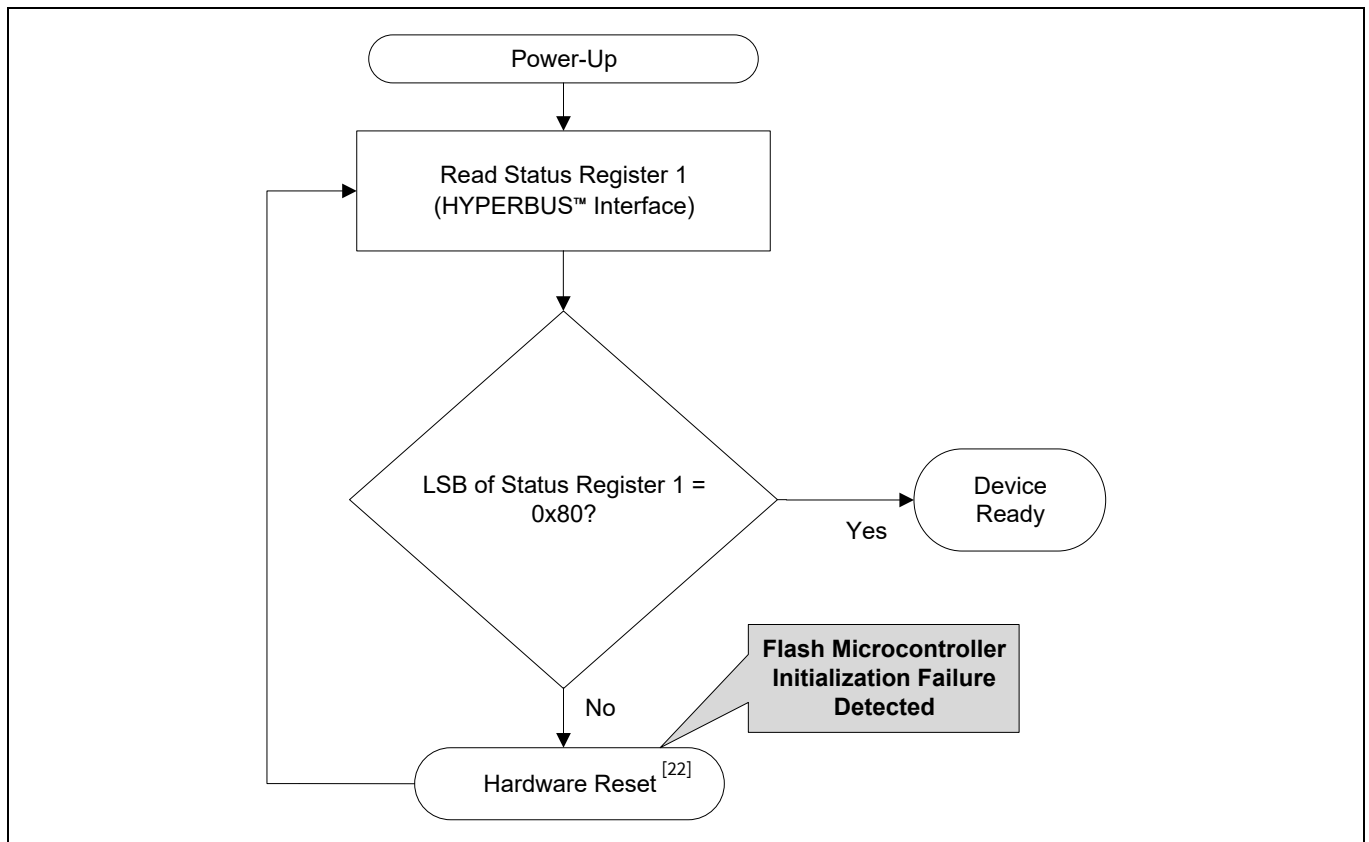 Power-Up
Read Status Register 1
(HYPERBUS™ Interface)
LSB of Status Register 1 =
0x80?
Yes
Device
Ready
No
Flash Microcontroller
Initialization Failure
Detected
Hardware Reset [22]